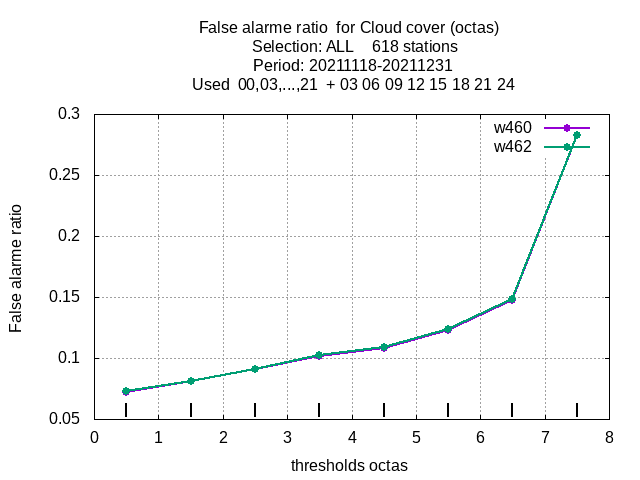 False alarme ratio  for Cloud cover (octas)
Selection: ALL    618 stations
Period: 20211118-20211231
Used  00,03,...,21  + 03 06 09 12 15 18 21 24
w460
w462
0.3
0.25
0.2
0.15
0.1
0.05
False alarme ratio
0 1 2 3 4 5 6 7 8
thresholds octas